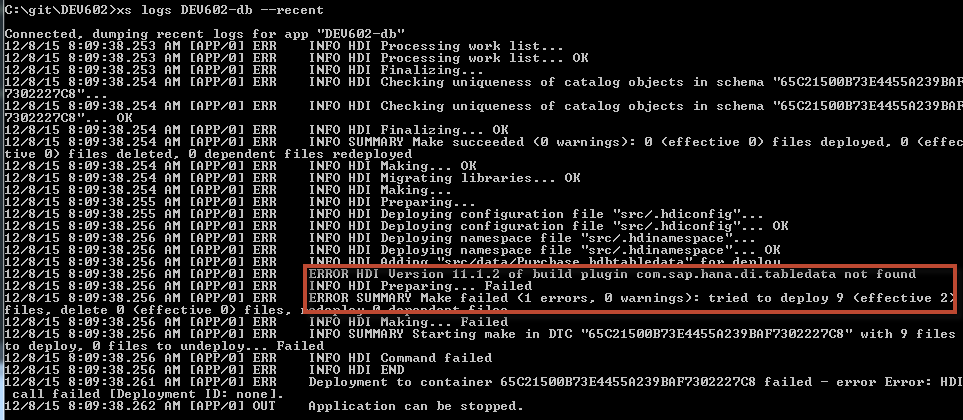 C:\git\DEV602>xs logs DEV602-db --recent
Connected, dumping recent logs for app "DEV602-db"
12/8/15 8:09:38.253 AM [APP/0] ERR    INFO HDI Processing work list...
12/8/15 8:09:38.253 AM [APP/0] ERR    INFO HDI Processing work list... OK
12/8/15 8:09:38.253 AM [APP/0] ERR    INFO HDI Finalizing...
12/8/15 8:09:38.254 AM [APP/0] ERR    INFO HDI Checking uniqueness of catalog objects in schema "65C21500B73E4455A239BAF
7302227C8"...
12/8/15 8:09:38.254 AM [APP/0] ERR    INFO HDI Checking uniqueness of catalog objects in schema "65C21500B73E4455A239BAF
7302227C8"... OK
12/8/15 8:09:38.254 AM [APP/0] ERR    INFO HDI Finalizing... OK
12/8/15 8:09:38.254 AM [APP/0] ERR    INFO SUMMARY Make succeeded (0 warnings): 0 (effective 0) files deployed, 0 (effec
tive 0) files deleted, 0 dependent files redeployed
12/8/15 8:09:38.254 AM [APP/0] ERR    INFO HDI Making... OK
12/8/15 8:09:38.255 AM [APP/0] ERR    INFO HDI Migrating libraries... OK
12/8/15 8:09:38.255 AM [APP/0] ERR    INFO HDI Making...
12/8/15 8:09:38.255 AM [APP/0] ERR    INFO HDI Preparing...
12/8/15 8:09:38.255 AM [APP/0] ERR    INFO HDI Deploying configuration file "src/.hdiconfig"...
12/8/15 8:09:38.256 AM [APP/0] ERR    INFO HDI Deploying configuration file "src/.hdiconfig"... OK
12/8/15 8:09:38.256 AM [APP/0] ERR    INFO HDI Deploying namespace file "src/.hdinamespace"...
12/8/15 8:09:38.256 AM [APP/0] ERR    INFO HDI Deploying namespace file "src/.hdinamespace"... OK
12/8/15 8:09:38.256 AM [APP/0] ERR    INFO HDI Adding "src/data/Purchase.hdbtabledata" for deploy...
12/8/15 8:09:38.256 AM [APP/0] ERR    ERROR HDI Version 11.1.2 of build plugin com.sap.hana.di.tabledata not found
12/8/15 8:09:38.256 AM [APP/0] ERR    INFO HDI Preparing... Failed
12/8/15 8:09:38.256 AM [APP/0] ERR    ERROR SUMMARY Make failed (1 errors, 0 warnings): tried to deploy 9 (effective 2)
files, delete 0 (effective 0) files, redeploy 0 dependent files
12/8/15 8:09:38.256 AM [APP/0] ERR    INFO HDI Making... Failed
12/8/15 8:09:38.256 AM [APP/0] ERR    INFO SUMMARY Starting make in DTC "65C21500B73E4455A239BAF7302227C8" with 9 files
to deploy, 0 files to undeploy... Failed
12/8/15 8:09:38.256 AM [APP/0] ERR    INFO HDI Command failed
12/8/15 8:09:38.256 AM [APP/0] ERR    INFO HDI END
12/8/15 8:09:38.261 AM [APP/0] ERR    Deployment to container 65C21500B73E4455A239BAF7302227C8 failed - error Error: HDI
call failed [Deployment ID: none].
12/8/15 8:09:38.262 AM [APP/0] OUT    Application can be stopped.